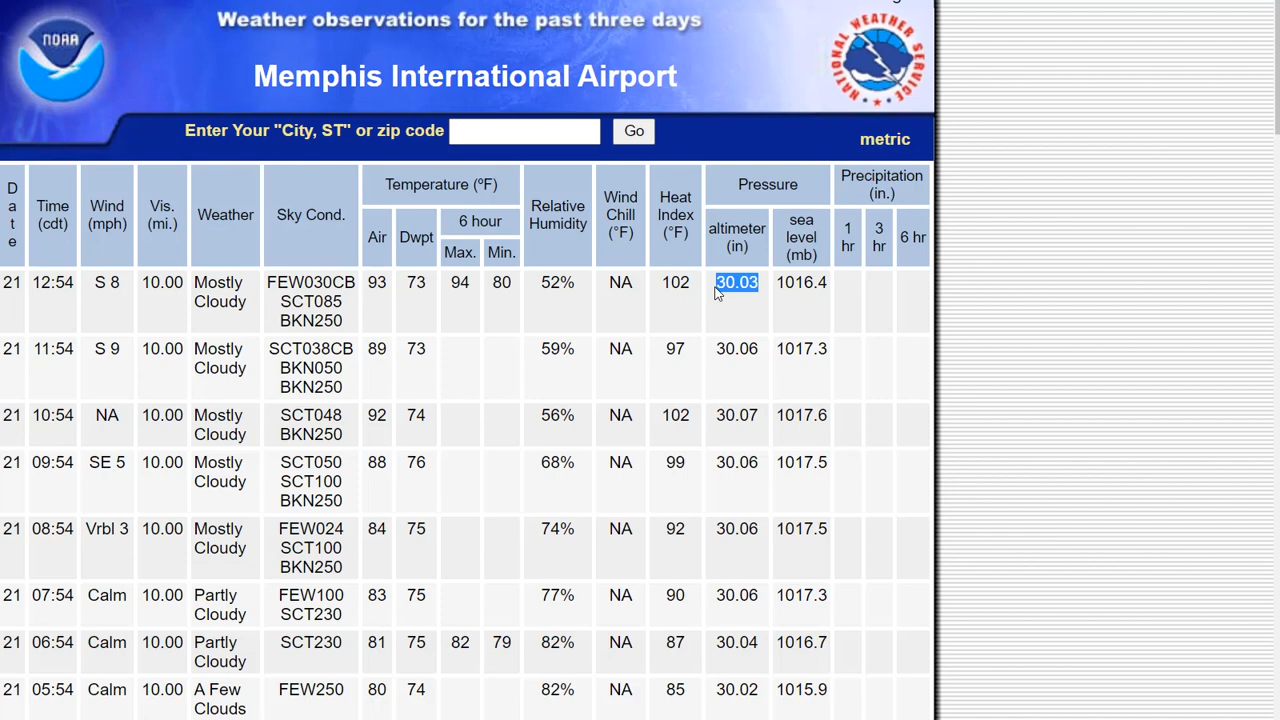 Weather observations for the past three days
NOAA
Memphis International Airport
Enter Your "City, ST" or zip code Go
metric
Date Time (cdt) Wind (mph) Vis. (mi.) Weather Sky Cond. Temperature (ºF) Relative Humidity Wind Chill (°F) Heat Index (°F) Pressure Precipitation (in.)
Air Dwpt 6 hour altimeter (in) sea level (mb) 1 hr 3 hr 6 hr
Max. Min.
21 12:54 S 8 10.00 Mostly FEW030CB 93 73 94 80 52% NA 102 30.03 1016.4
Cloudy SCT085
BKN250
21 11:54 S 9 10.00 Mostly SCT038CB 89 73 59% NA 97 30.06 1017.3
Cloudy BKN050
BKN250
21 10:54 NA 10.00 Mostly SCT048 92 74 56% NA 102 30.07 1017.6
Cloudy BKN250
21 09:54 SE 5 10.00 Mostly SCT050 88 76 68% NA 99 30.06 1017.5
Cloudy SCT100
BKN250
21 08:54 Vrbl 3 10.00 Mostly FEW024 84 75 74% NA 92 30.06 1017.5
Cloudy SCT100
BKN250
21 07:54 Calm 10.00 Partly FEW100 83 75 77% NA 90 30.06 1017.3
Cloudy SCT230
21 06:54 Calm 10.00 Partly SCT230 81 75 82 79 82% NA 87 30.04 1016.7
Cloudy
21 05:54 Calm 10.00 A Few FEW250 80 74 82% NA 85 30.02 1015.9
Clouds
NATIONAL WEATHER SERVICE